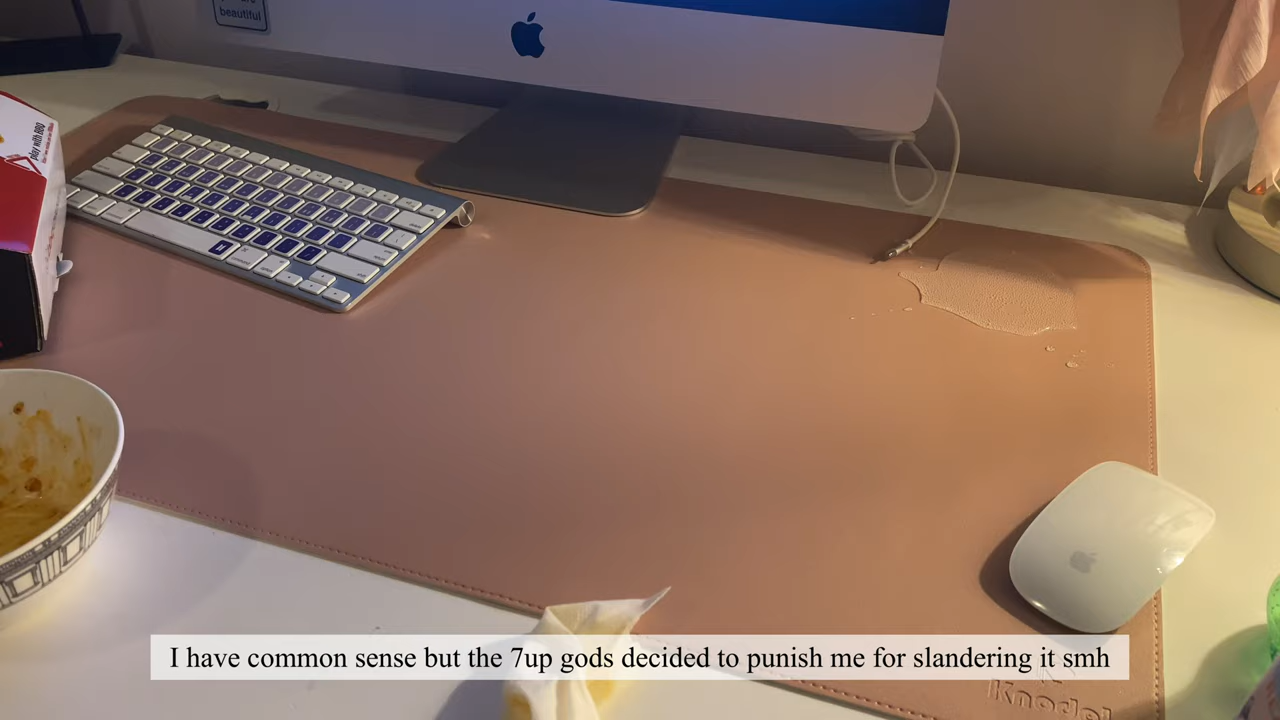 beautiful
play with BBQ
I have common sense but the 7up gods decided to punish me for slandering it smh
Knodel